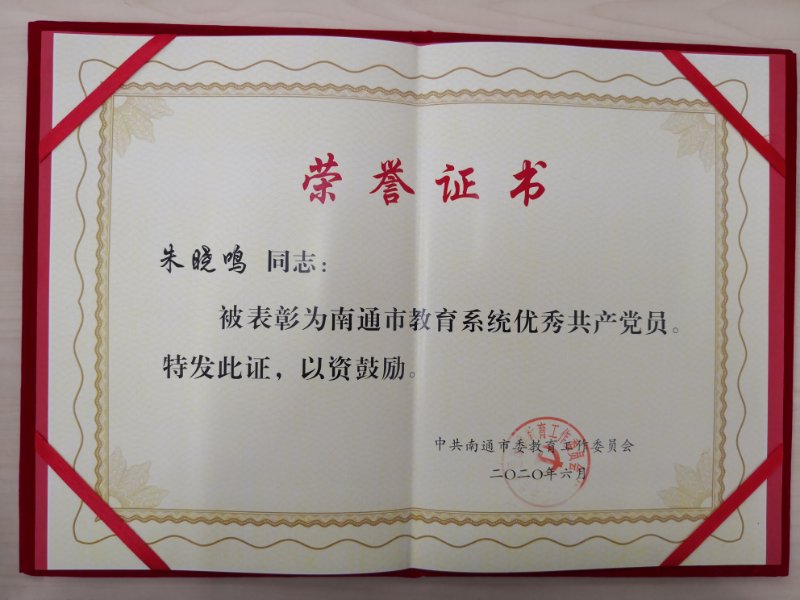 荣誉证书
朱晓鸣 同志：
被表彰为南通市教育系统优秀共产党员。
特发此证，以资鼓励。
中共南通市委教育工作委员会
二〇二〇年六月